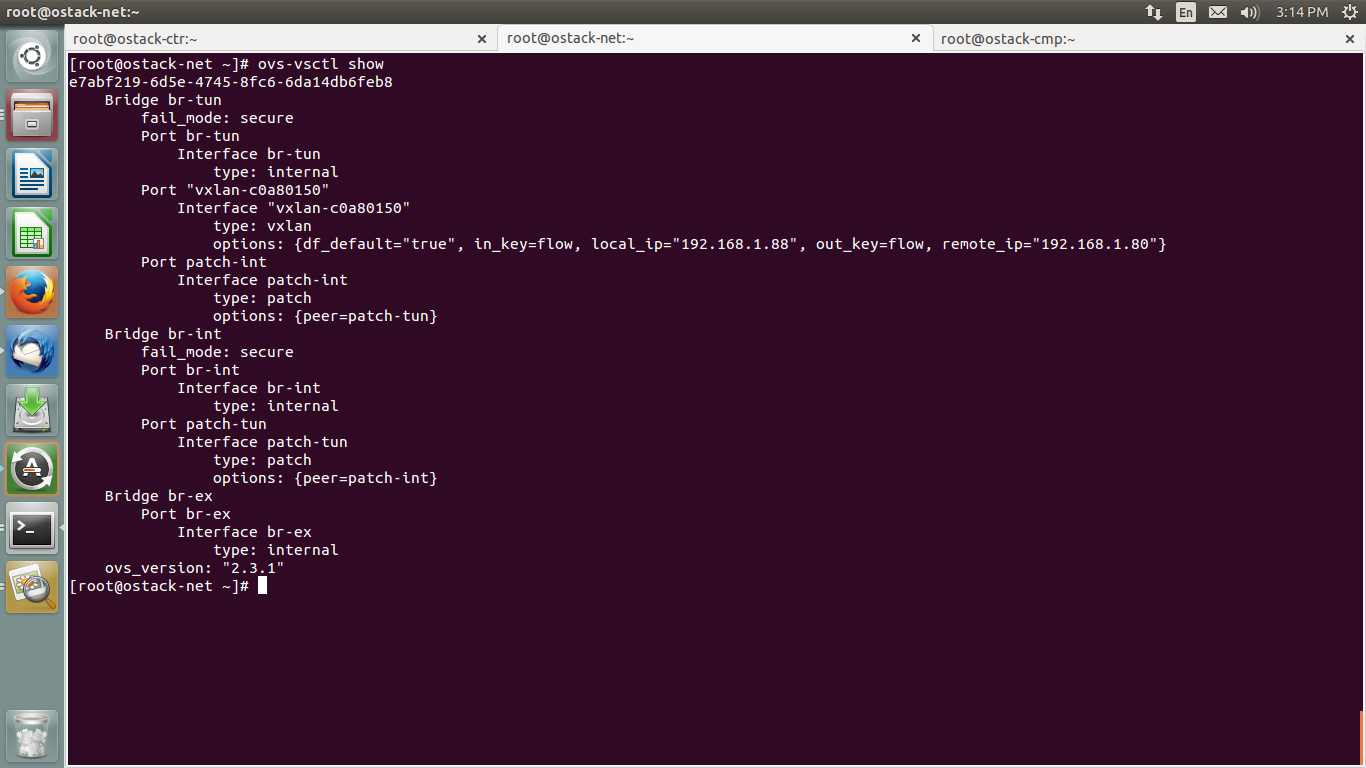 root@ostack-net:~
En
3:14 PM
root@ostack-ctr:~
root@ostack-net:~
root@ostack-cmp:~
[root@ostack-net ~]# ovs-vsctl show
e7abf219-6d5e-4745-8fc6-6da14db6feb8
    Bridge br-tun
        fail_mode: secure
        Port br-tun
            Interface br-tun
                type: internal
        Port "vxlan-c0a80150"
            Interface "vxlan-c0a80150"
                type: vxlan
                options: {df_default="true", in_key=flow, local_ip="192.168.1.88", out_key=flow, remote_ip="192.168.1.80"}
        Port patch-int
            Interface patch-int
                type: patch
                options: {peer=patch-tun}
    Bridge br-int
        fail_mode: secure
        Port br-int
            Interface br-int
                type: internal
        Port patch-tun
            Interface patch-tun
                type: patch
                options: {peer=patch-int}
    Bridge br-ex
        Port br-ex
            Interface br-ex
                type: internal
    ovs_version: "2.3.1"
[root@ostack-net ~]#